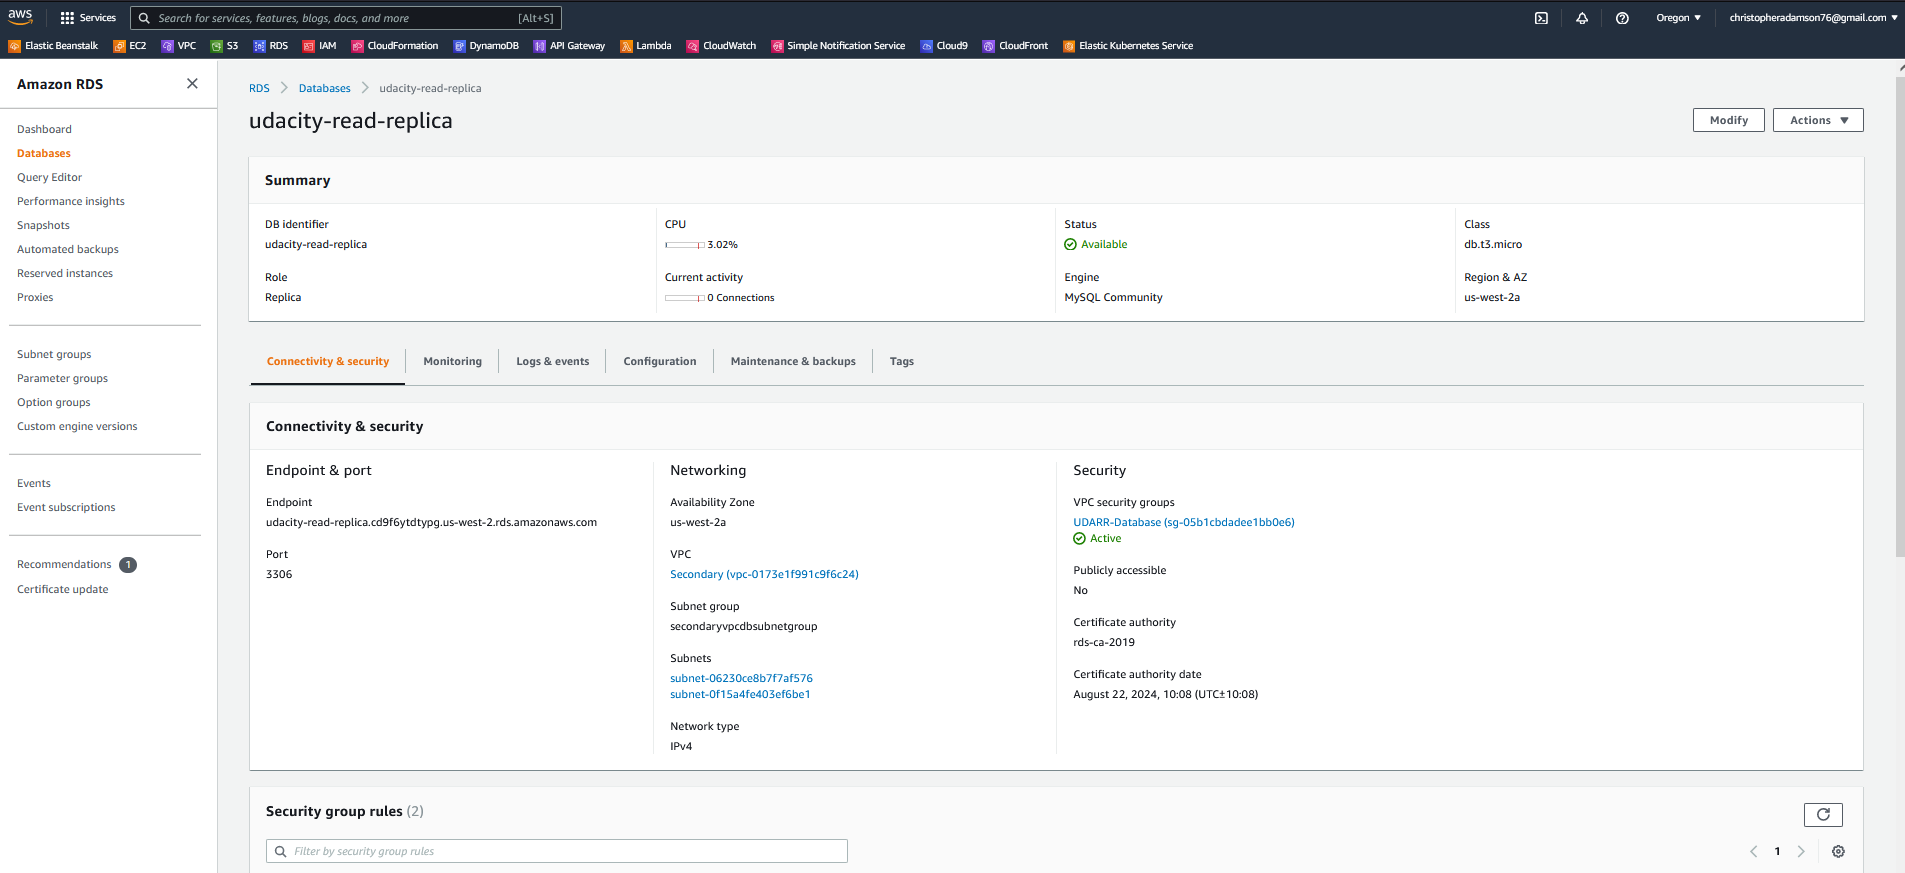 aws
Services
Search for services, features, blogs, docs, and more
[Alt+S]
Oregon
christopheradamson76@gmail.com
Elastic Beanstalk
EC2
VPC
S3
RDS
IAM
CloudFormation
DynamoDB
API Gateway
Lambda
CloudWatch
Simple Notification Service
Cloud9
CloudFront
Elastic Kubernetes Service
Amazon RDS
Dashboard
Databases
Query Editor
Performance insights
Snapshots
Automated backups
Reserved instances
Proxies
Subnet groups
Parameter groups
Option groups
Custom engine versions
Events
Event subscriptions
Recommendations 1
Certificate update
RDS
Databases
udacity-read-replica
udacity-read-replica
Modify
Actions
Summary
DB identifier
udacity-read-replica
Role
Replica
CPU
3.02%
Current activity
0 Connections
Status
Available
Engine
MySQL Community
Class
db.t3.micro
Region & AZ
us-west-2a
Connectivity & security
Monitoring
Logs & events
Configuration
Maintenance & backups
Tags
Connectivity & security
Endpoint & port
Endpoint
udacity-read-replica.cd9f6ytdtypg.us-west-2.rds.amazonaws.com
Port
3306
Networking
Availability Zone
us-west-2a
VPC
Secondary (vpc-0173e1f991c9f6c24)
Subnet group
secondaryvpcdbsubnetgroup
Subnets
subnet-06230ce8b7f7af576
subnet-0f15a4fe403ef6be1
Network type
IPv4
Security
VPC security groups
UDARR-Database (sg-05b1cbdadee1bb0e6)
Active
Publicly accessible
No
Certificate authority
rds-ca-2019
Certificate authority date
August 22, 2024, 10:08 (UTC±10:08)
Security group rules (2)
Filter by security group rules
1